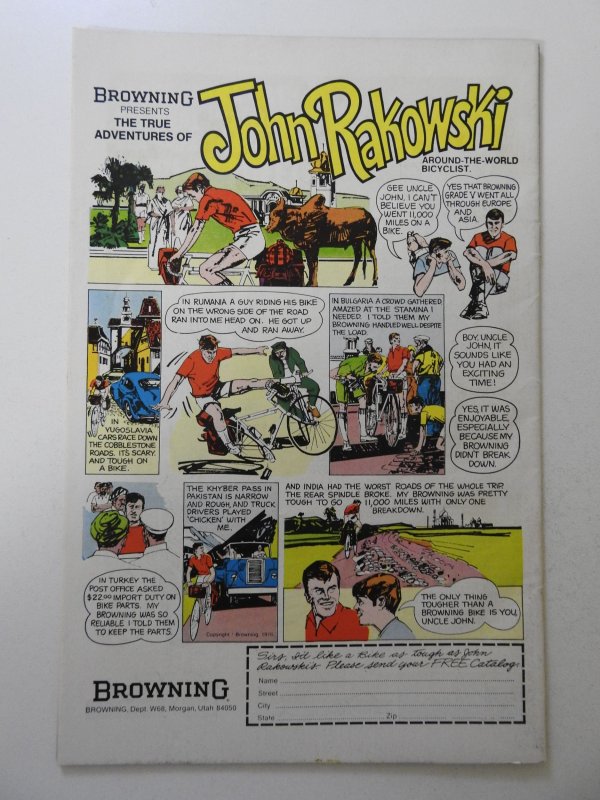 BROWNING
PRESENTS
THE TRUE
ADVENTURES OF
John Rakowski
AROUND-THE-WORLD
BICYCLIST.
GEE UNCLE
JOHN, I CAN'T
BELIEVE YOU
WENT 11,000
MILES ON A
BIKE.
YES THAT BROWNING
GRADE V WENT ALL
THROUGH EUROPE
AND
ASIA.
IN
YUGOSLAVIA
CARS RACE DOWN
THE COBBLESTONE
ROADS. ITS SCARY
AND TOUGH ON
A BIKE.
IN RUMANIA A GUY RIDING HIS BIKE
ON THE WRONG SIDE OF THE ROAD
RAN INTO ME HEAD ON. HE GOT UP
AND RAN AWAY.
IN BULGARIA A CROWD GATHERED
AMAZED AT THE STAMINA I
NEEDED. I TOLD THEM MY
BROWNING HANDLED WELL DESPITE
THE LOAD.
BOY, UNCLE
JOHN, IT
SOUNDS LIKE
YOU HAD AN
EXCITING
TIME!
YES, IT WAS
ENJOYABLE,
ESPECIALLY
BECAUSE MY
BROWNING
DIDN'T BREAK
DOWN.
IN TURKEY THE
POST OFFICE ASKED
$22.00 IMPORT DUTY ON
BIKE PARTS. MY
BROWNING WAS SO
RELIABLE I TOLD THEM
TO KEEP THE PARTS.
THE KHYBER PASS IN
PAKISTAN IS NARROW
AND ROUGH, AND TRUCK
DRIVERS PLAYED
'CHICKEN' WITH
ME.
Copyright Browning, 1975
AND INDIA HAD THE WORST ROADS OF THE WHOLE TRIP.
THE REAR SPINDLE BROKE. MY BROWNING WAS PRETTY
TOUGH TO GO 11,000 MILES WITH ONLY ONE
BREAKDOWN.
THE ONLY THING
TOUGHER THAN A
BROWNING BIKE IS YOU,
UNCLE JOHN.
BROWNING
BROWNING, Dept. W68, Morgan, Utah 84050
Sirs, I'd like a Bike as tough as John
Rakowski's. Please send your FREE Catalog.
Name
Street
City
State Zip